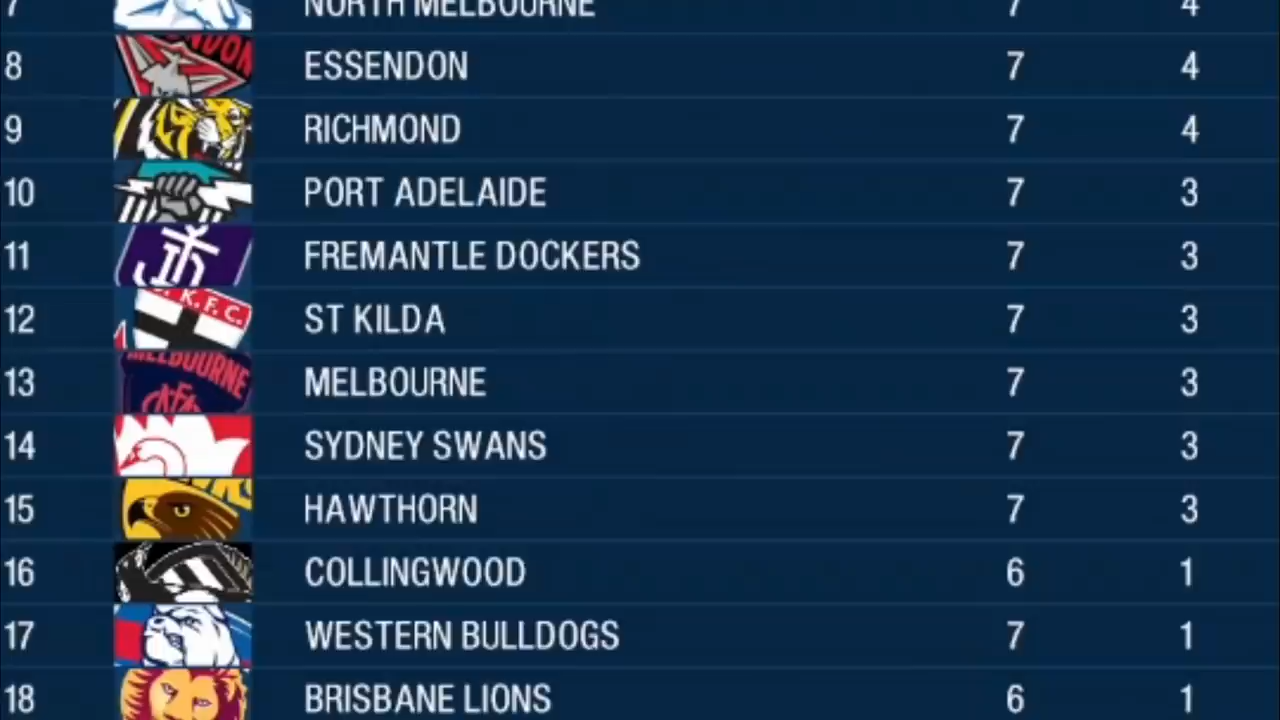 7 NORTH MELBOURNE 7 4
8 ESSENDON 7 4
9 RICHMOND 7 4
10 PORT ADELAIDE 7 3
11 FREMANTLE DOCKERS 7 3
K.F.C.
12 ST KILDA 7 3
MELBOURNE
13 MELBOURNE 7 3
14 SYDNEY SWANS 7 3
15 HAWTHORN 7 3
16 COLLINGWOOD 6 1
17 WESTERN BULLDOGS 7 1
18 BRISBANE LIONS 6 1